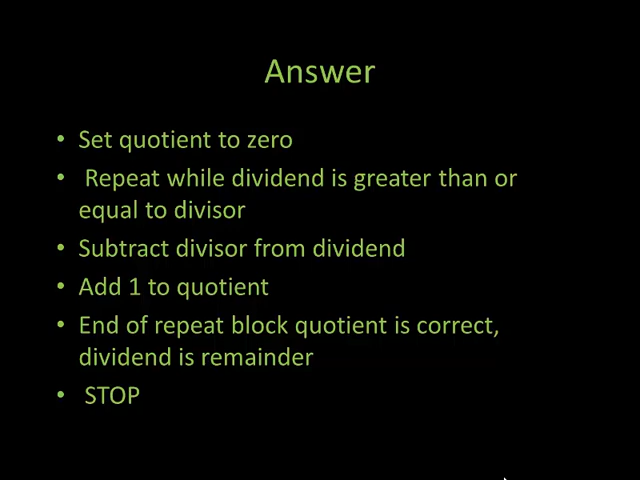 Answer
• Set quotient to zero
• Repeat while dividend is greater than or
equal to divisor
• Subtract divisor from dividend
• Add 1 to quotient
• End of repeat block quotient is correct,
dividend is remainder
• STOP